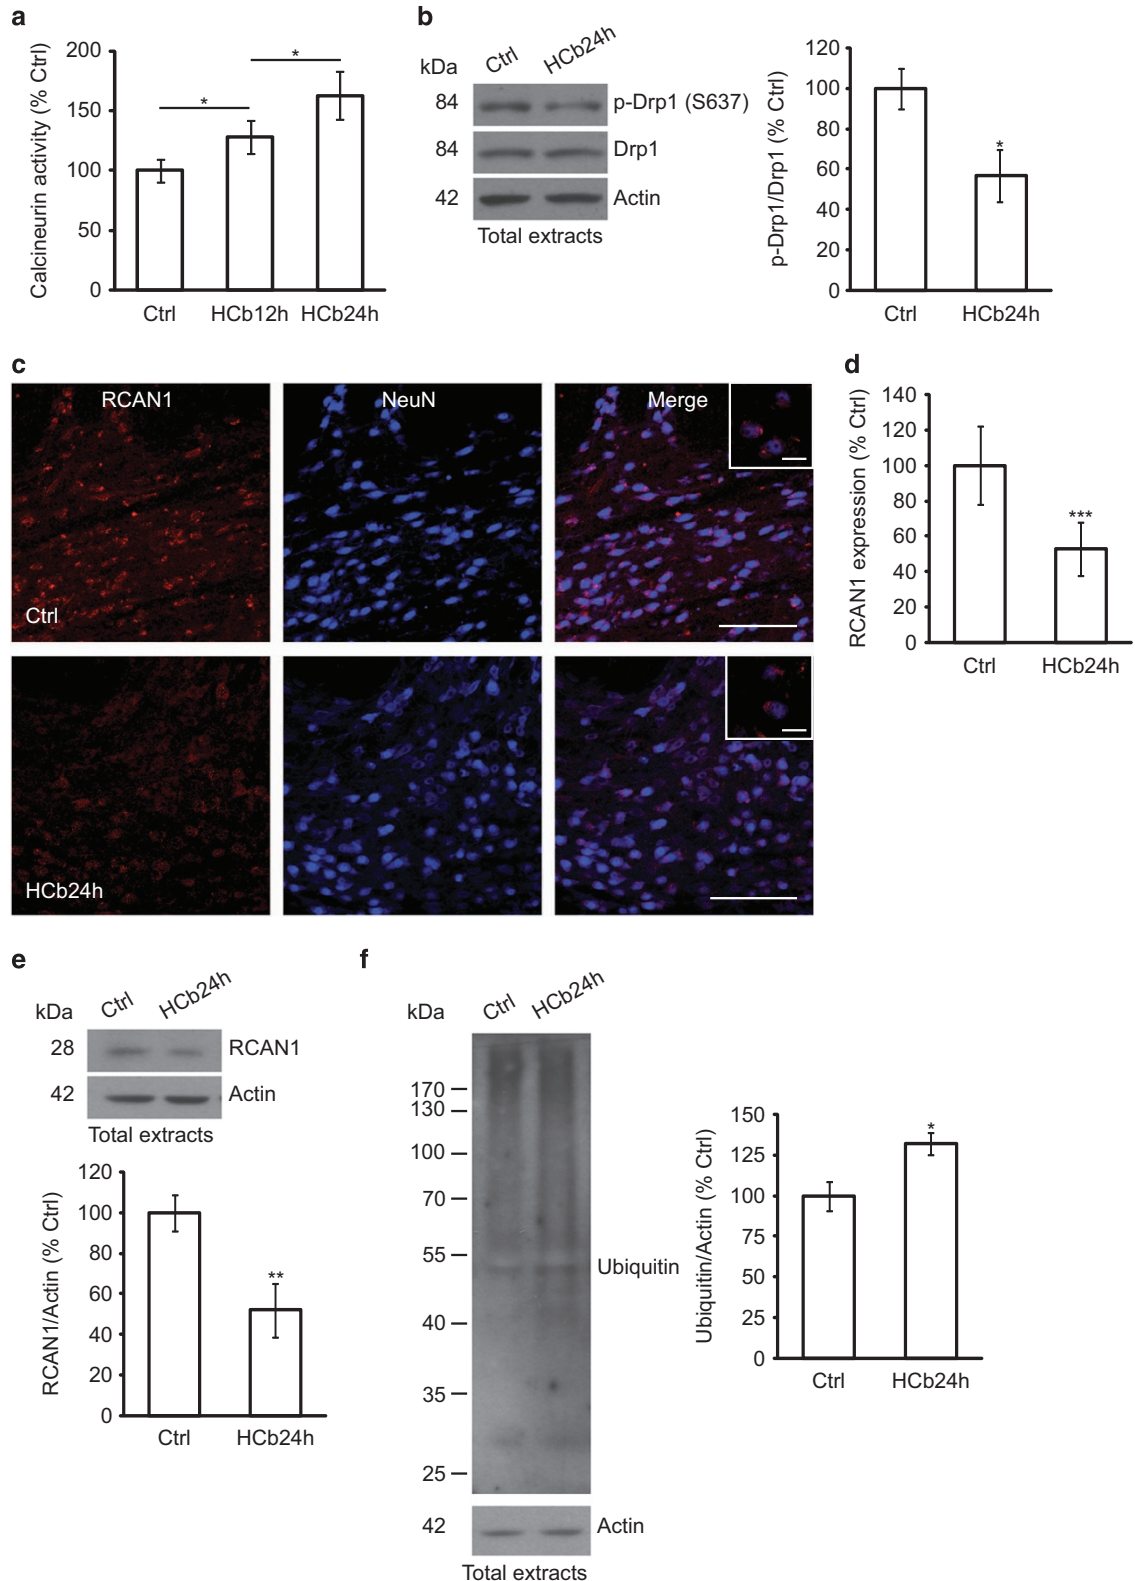 a
Calcineurin activity (% Ctrl)
200
150
100
50
0
*
*
Ctrl HCb12h HCb24h
b
kDa Ctrl HCb24h
84 p-Drp1 (S637)
84 Drp1
42 Actin
Total extracts
p-Drp1/Drp1 (% Ctrl)
120
100
80
60
40
20
0
*
Ctrl HCb24h
c
RCAN1 NeuN Merge
Ctrl
HCb24h
d
RCAN1 expression (% Ctrl)
140
120
100
80
60
40
20
0
***
Ctrl HCb24h
e
kDa Ctrl HCb24h
28 RCAN1
42 Actin
Total extracts
RCAN1/Actin (% Ctrl)
120
100
80
60
40
20
0
**
Ctrl HCb24h
f
kDa Ctrl HCb24h
170
130
100
70
55
Ubiquitin
40
35
25
42 Actin
Total extracts
Ubiquitin/Actin (% Ctrl)
150
125
100
75
50
25
0
*
Ctrl HCb24h